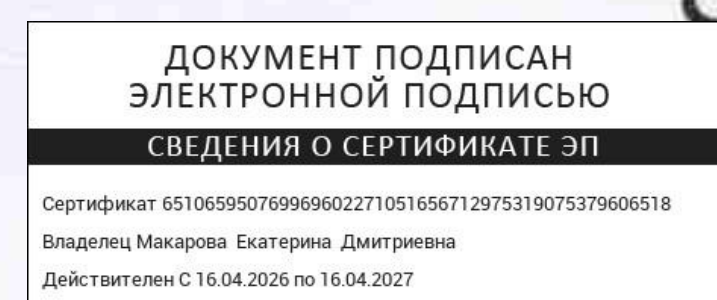 ДОКУМЕНТ ПОДПИСАН
ЭЛЕКТРОННОЙ ПОДПИСЬЮ
СВЕДЕНИЯ О СЕРТИФИКАТЕ ЭП
Сертификат 651065950769969602271051656712975319075379606518
Владелец Макарова Екатерина Дмитриевна
Действителен С 16.04.2026 по 16.04.2027